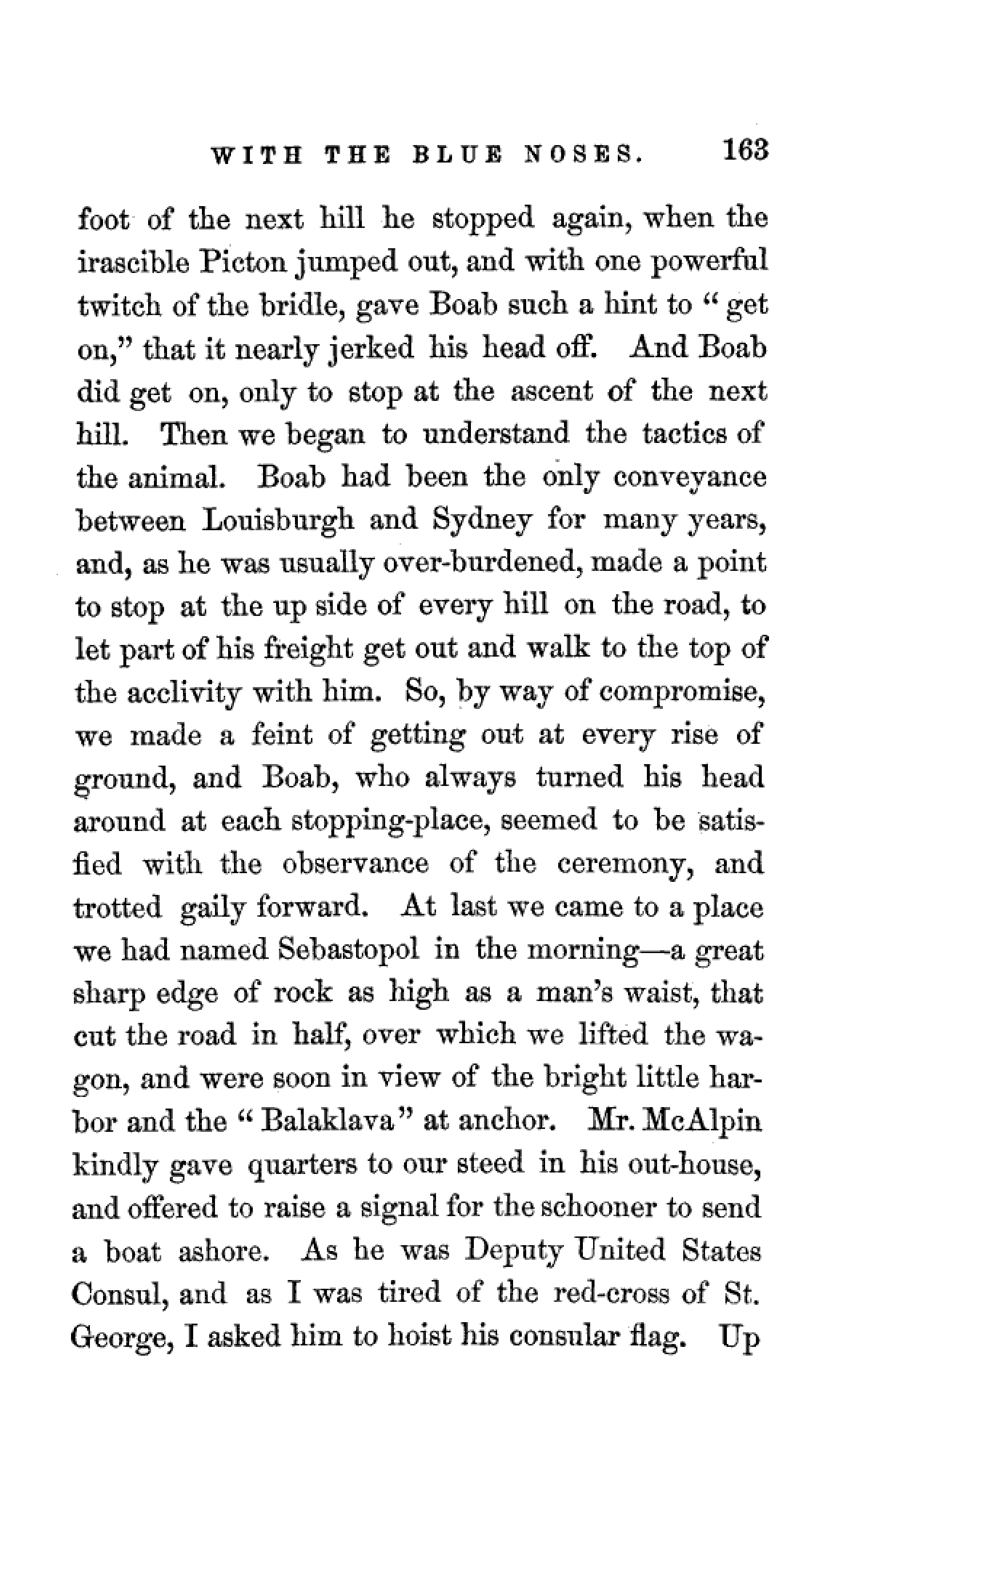 WITH THE BLUE NOSES. 163
foot of the next hill he stopped again, when the
irascible Picton jumped out, and with one powerful
twitch of the bridle, gave Boab such a hint to “ get
on,” that it nearly jerked his head off. And Boab
did get on, only to stop at the ascent of the next
hill. Then we began to understand the tactics of
the animal. Boab had been the only conveyance
between Louisburgh and Sydney for many years,
and, as he was usually over-burdened, made a point
to stop at the up side of every hill on the road, to
let part of his freight get out and walk to the top of
the acclivity with him. So, by way of compromise,
we made a feint of getting out at every rise of
ground, and Boab, who always turned his head
around at each stopping-place, seemed to be satis-
fied with the observance of the ceremony, and
trotted gaily forward. At last we came to a place
we had named Sebastopol in the morning—a great
sharp edge of rock as high as a man’s waist, that
cut the road in half, over which we lifted the wa-
gon, and were soon in view of the bright little har-
bor and the “ Balaklava” at anchor. Mr. McAlpin
kindly gave quarters to our steed in his out-house,
and offered to raise a signal for the schooner to send
a boat ashore. As he was Deputy United States
Consul, and as I was tired of the red-cross of St.
George, I asked him to hoist his consular flag. Up